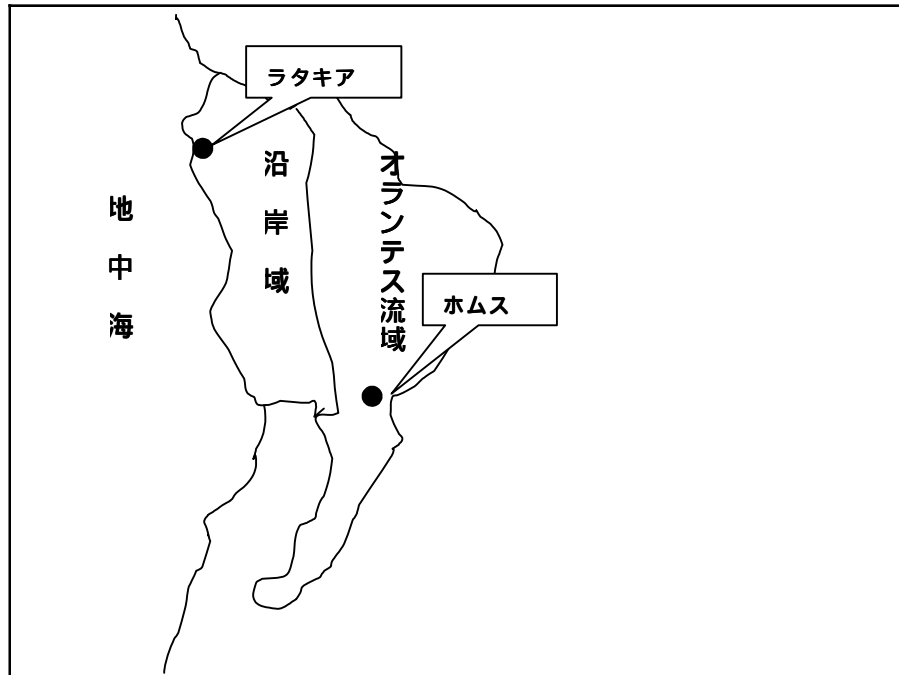 ラタキア
地中海
沿岸域
オランテス流域
ホムス